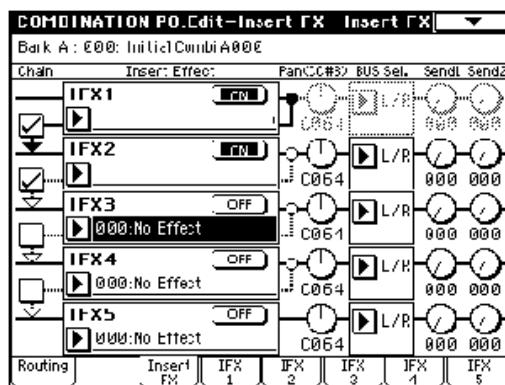 COMBINATION P0.Edit-Insert FX Insert FX
Bank A: 000: InitialCombiA000
Chain Insert Effect Pan(CC#8) BUS Sel. Send1 Send2
IFX1 ON L/R
C064 000 000
IFX2 ON L/R
C064 000 000
IFX3 OFF L/R
000:No Effect C064 000 000
IFX4 OFF L/R
000:No Effect C064 000 000
IFX5 OFF L/R
000:No Effect C064 000 000
Routing Insert FX IFX 1 IFX 2 IFX 3 IFX 4 IFX 5